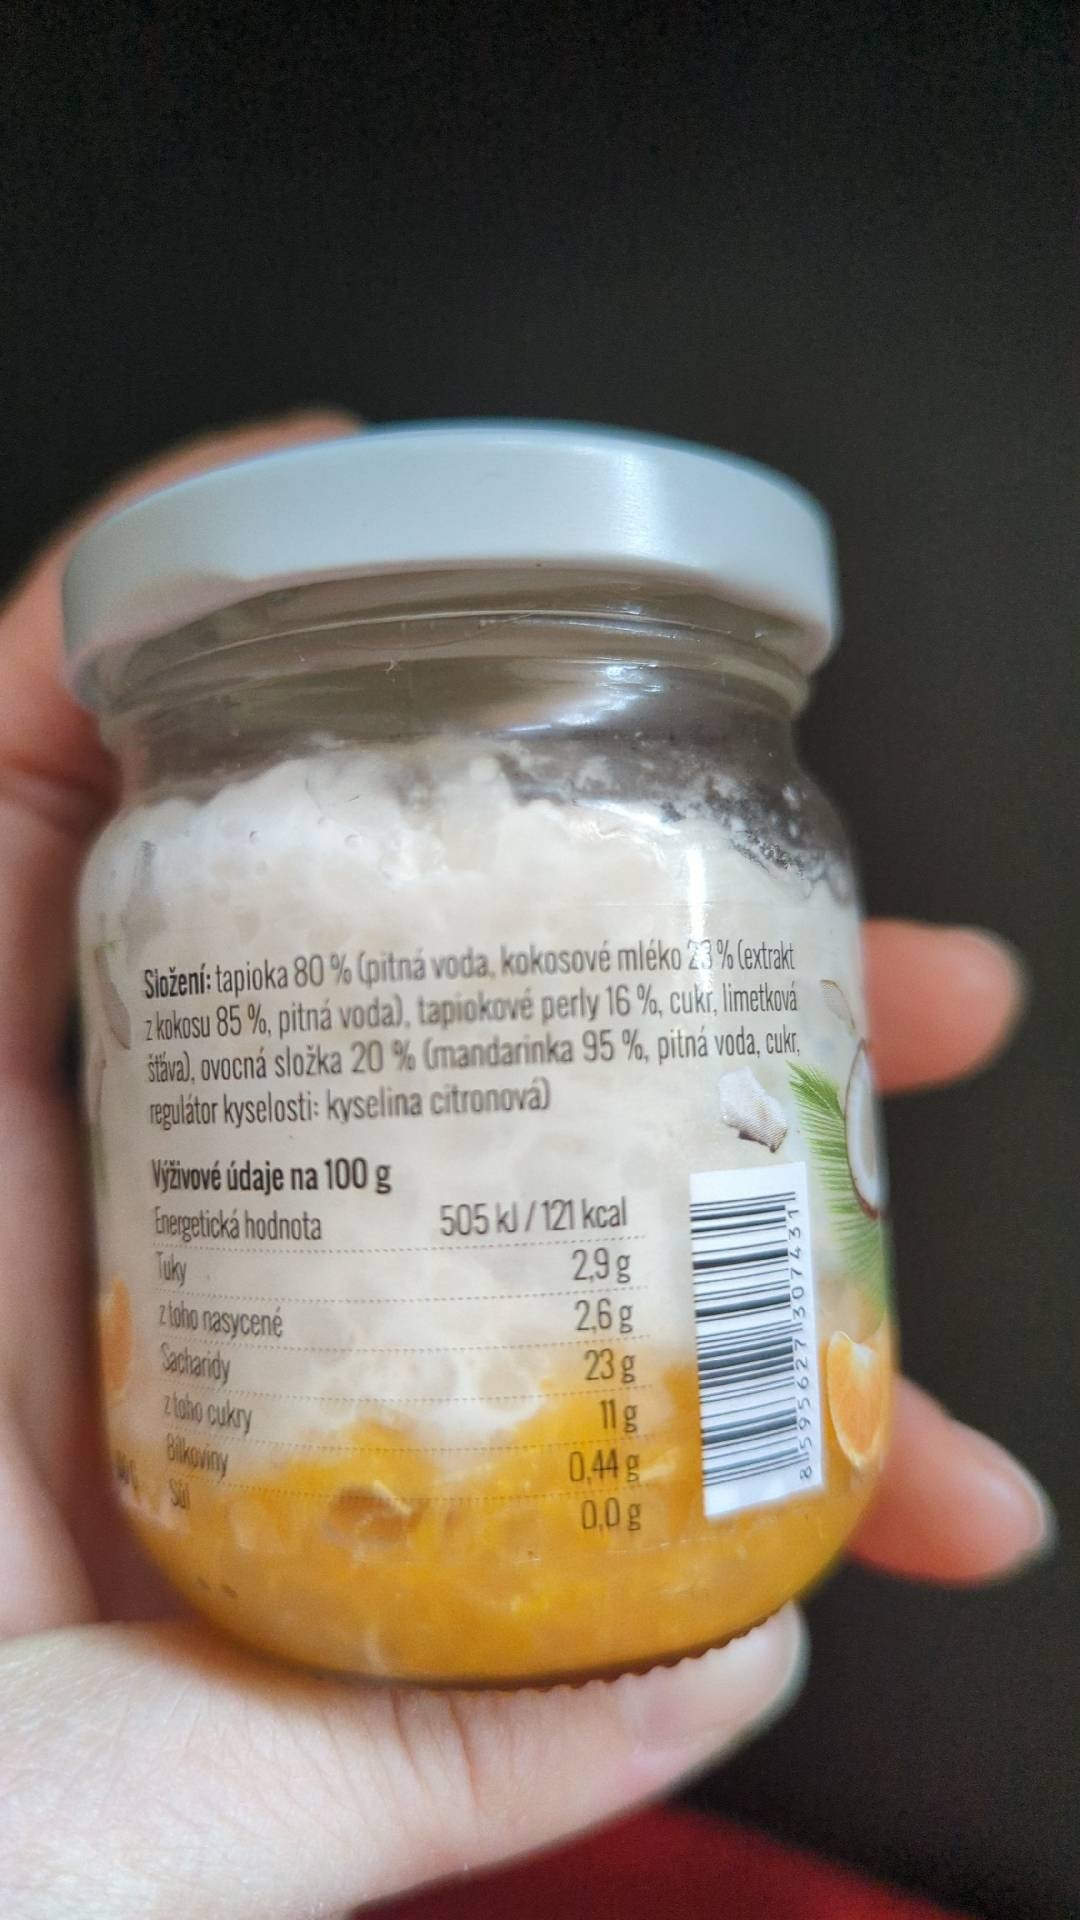 Složení: tapioka 80 % (pitná voda, kokosové mléko 23 % (extrakt
z kokosu 85 %, pitná voda), tapiokové perly 16 %, cukr, limetková
šťáva), ovocná složka 20 % (mandarinka 95 %, pitná voda, cukr,
regulátor kyselosti: kyselina citronová)
Výživové údaje na 100 g
Energetická hodnota 505 kJ / 121 kcal
Tuky 2,9 g
z toho nasycené 2,6 g
Sacharidy 23 g
z toho cukry 11 g
Bílkoviny 0,44 g
Sůl 0,0 g
8 595627 307431